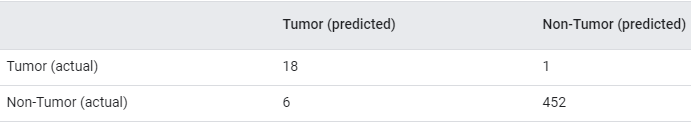 Tumor (predicted) Non-Tumor (predicted)
Tumor (actual) 18 1
Non-Tumor (actual) 6 452